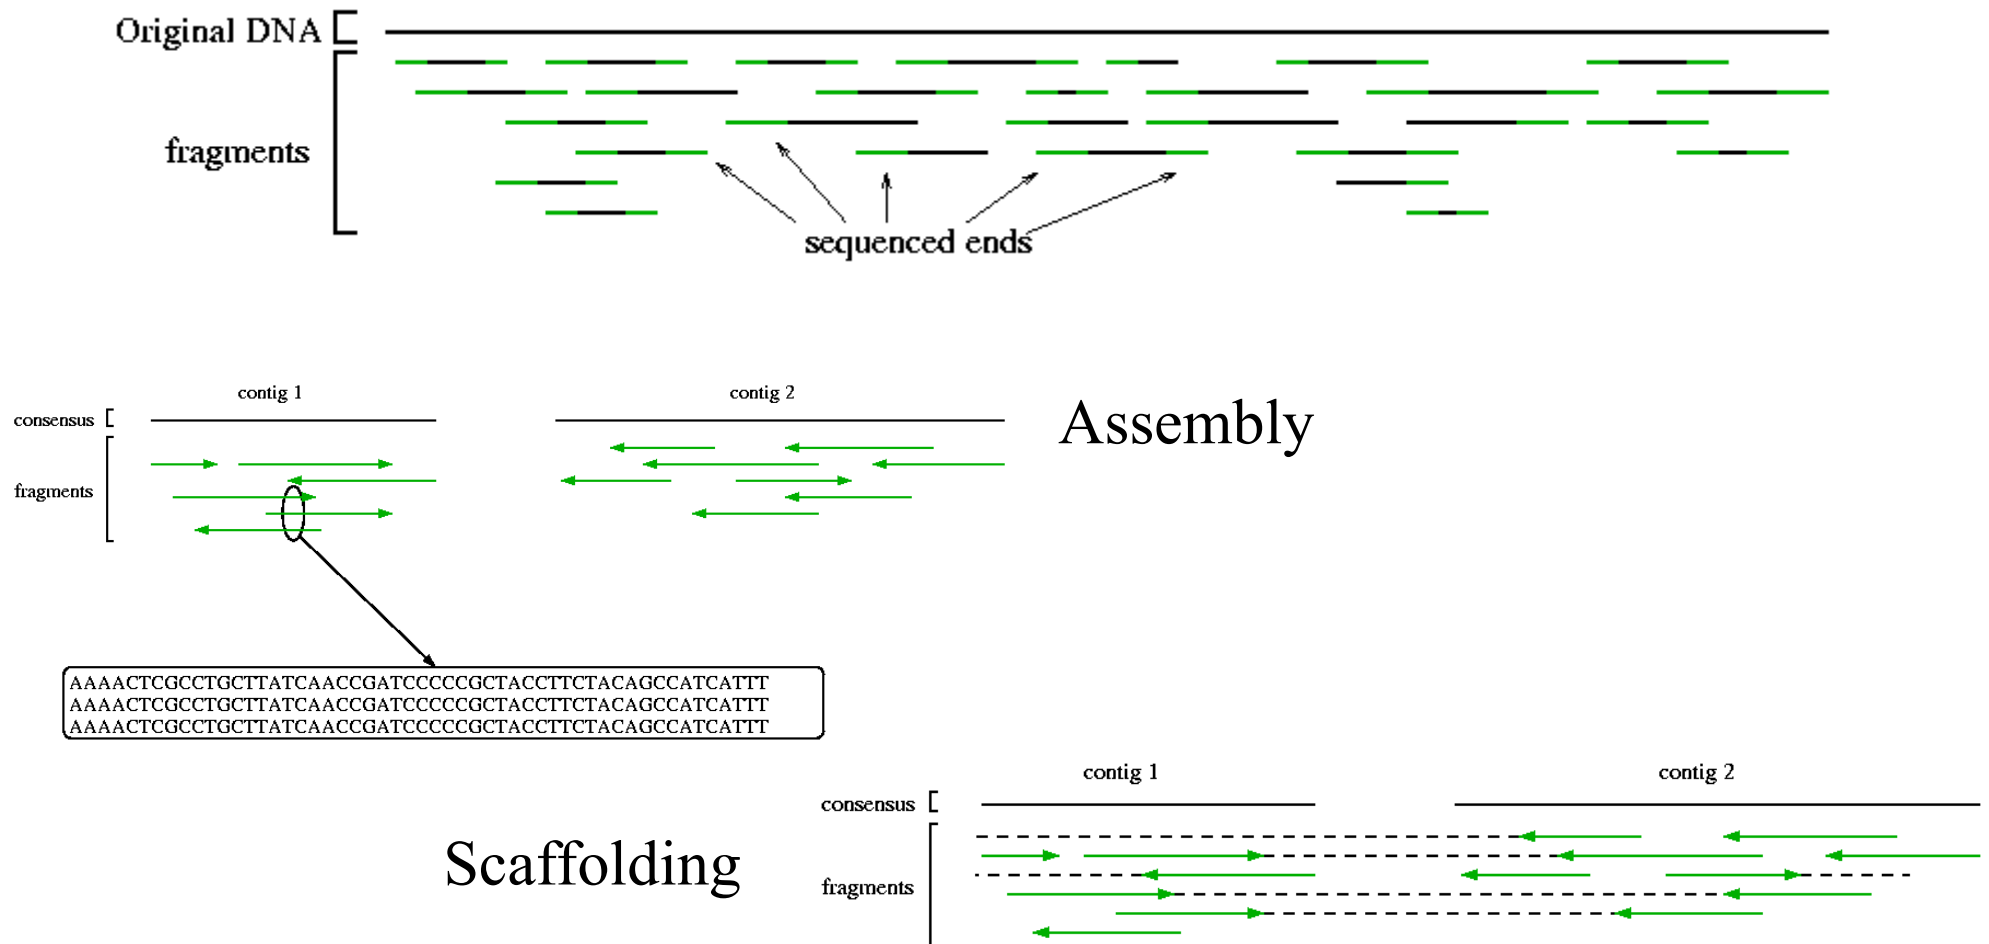 Original DNA
fragments
sequenced ends
contig 1
contig 2
Assembly
consensus
fragments
AAAACTCGCCTGCTTATCAACCGATCCCCCGCTACCTTCTACAGCCATCATTT
AAAACTCGCCTGCTTATCAACCGATCCCCCGCTACCTTCTACAGCCATCATTT
AAAACTCGCCTGCTTATCAACCGATCCCCCGCTACCTTCTACAGCCATCATTT
contig 1
contig 2
consensus
Scaffolding
fragments